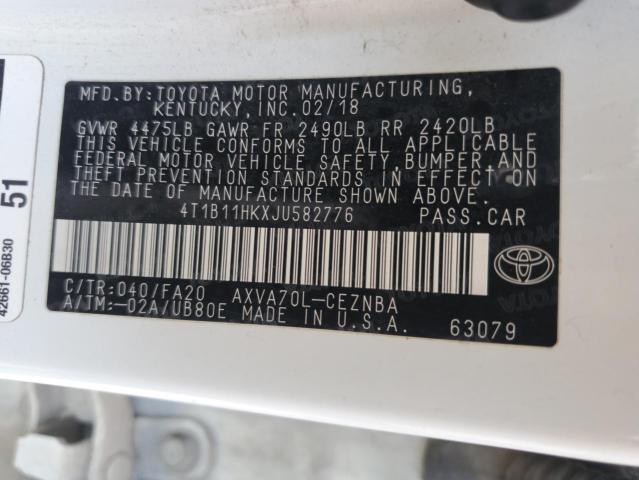 MFD.BY:TOYOTA MOTOR MANUFACTURING,
KENTUCKY, INC. 02/18
GVWR 4475LB GAWR FR 2490LB RR 2420LB
THIS VEHICLE CONFORMS TO ALL APPLICABLE
FEDERAL MOTOR VEHICLE SAFETY, BUMPER, AND
THEFT PREVENTION STANDARDS IN EFFECT ON
THE DATE OF MANUFACTURE SHOWN ABOVE.
4T1B11HKXJU582776 PASS.CAR
C/TR:040/FA20 AXVA70L-CEZNBA
A/TM:-02A/UB80E MADE IN U.S.A. 63079
TOYOTA
51
42661-06B30